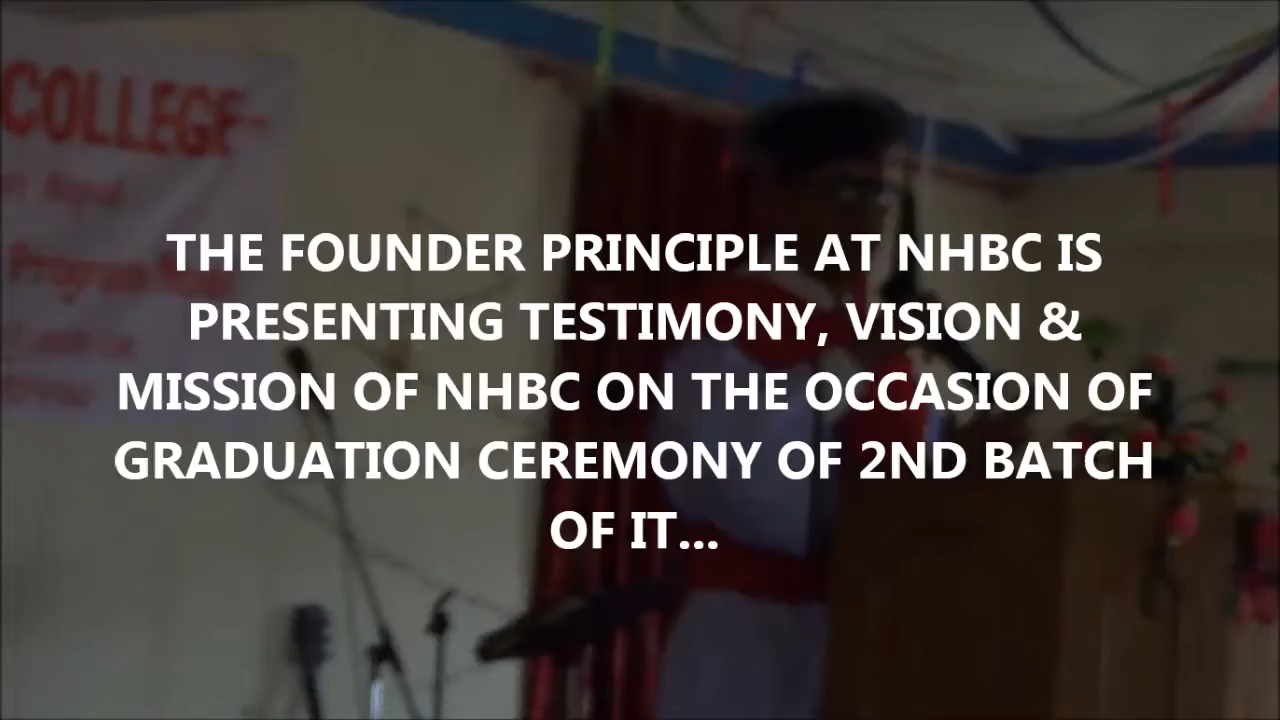 COLLEGE
Program
THE FOUNDER PRINCIPLE AT NHBC IS
PRESENTING TESTIMONY, VISION &
MISSION OF NHBC ON THE OCCASION OF
GRADUATION CEREMONY OF 2ND BATCH
OF IT...